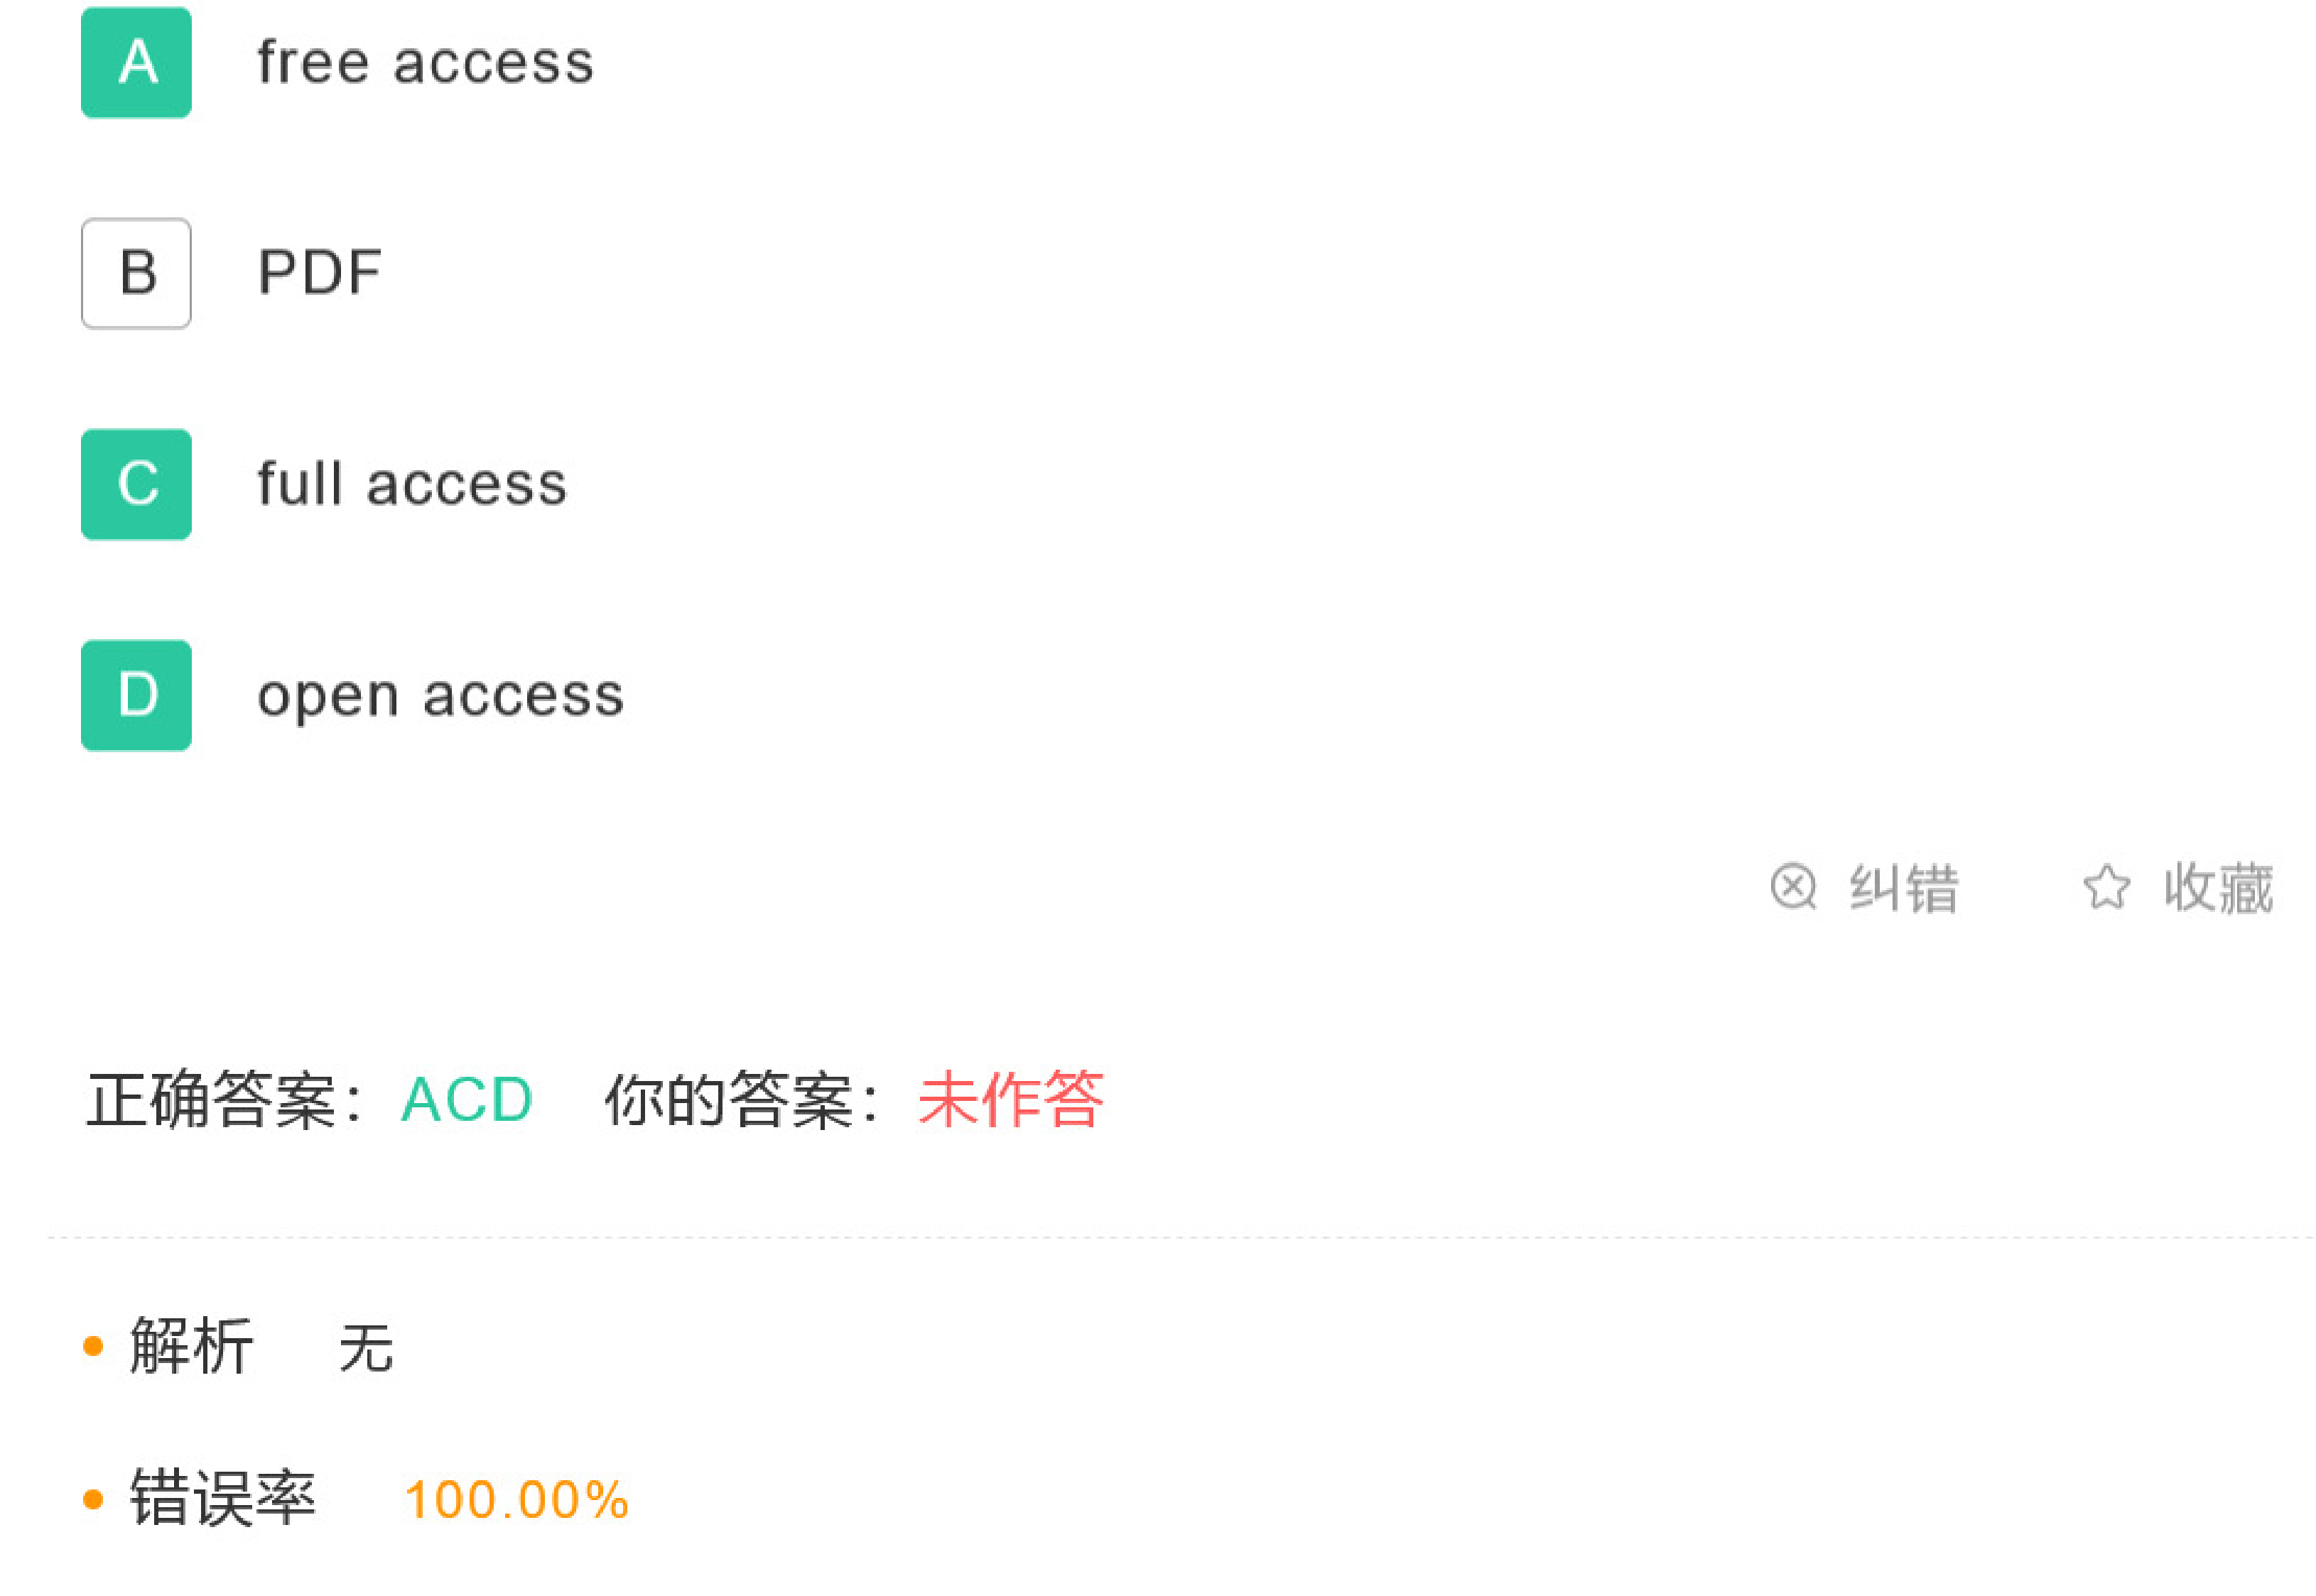 A free access
B PDF
C full access
D open access
纠错 收藏
正确答案：ACD 你的答案：未作答
解析 无
错误率 100.00%